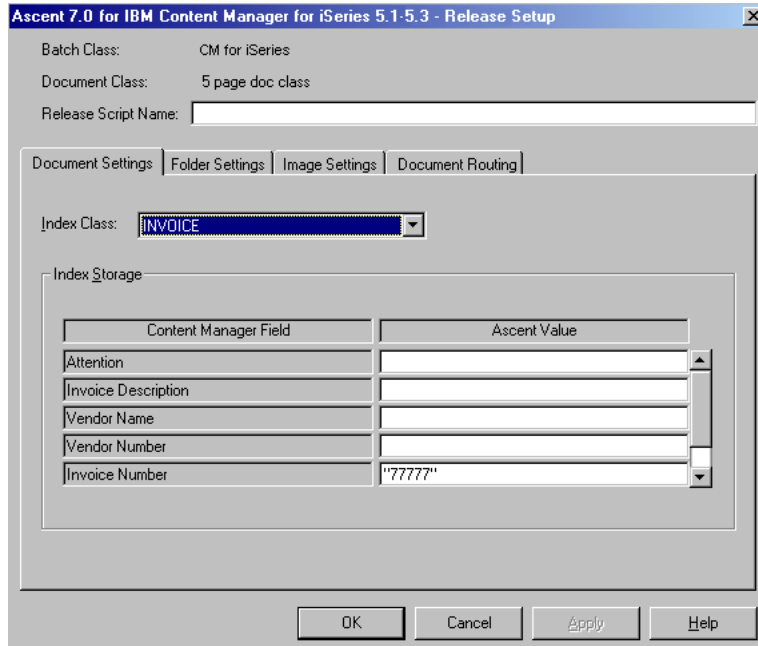 Ascent 7.0 for IBM Content Manager for iSeries 5.1-5.3 - Release Setup
Batch Class: CM for iSeries
Document Class: 5 page doc class
Release Script Name:
Document Settings Folder Settings Image Settings Document Routing
Index Class: INVOICE
Index Storage
Content Manager Field Ascent Value
Attention
Invoice Description
Vendor Name
Vendor Number
Invoice Number "77777"
OK Cancel Apply Help